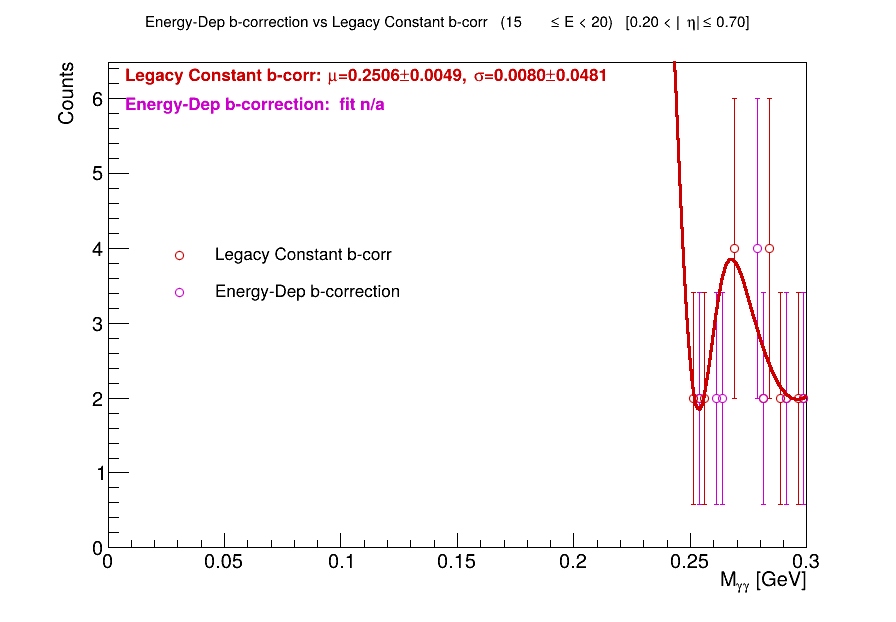 Energy-Dep b-correction vs Legacy Constant b-corr (15 ≤ E < 20) [0.20 < | η| ≤ 0.70]
Counts
Legacy Constant b-corr: μ=0.2506±0.0049, σ=0.0080±0.0481
Energy-Dep b-correction: fit n/a
Legacy Constant b-corr
Energy-Dep b-correction
6
5
4
3
2
1
0
0 0.05 0.1 0.15 0.2 0.25 0.3
Mγγ [GeV]